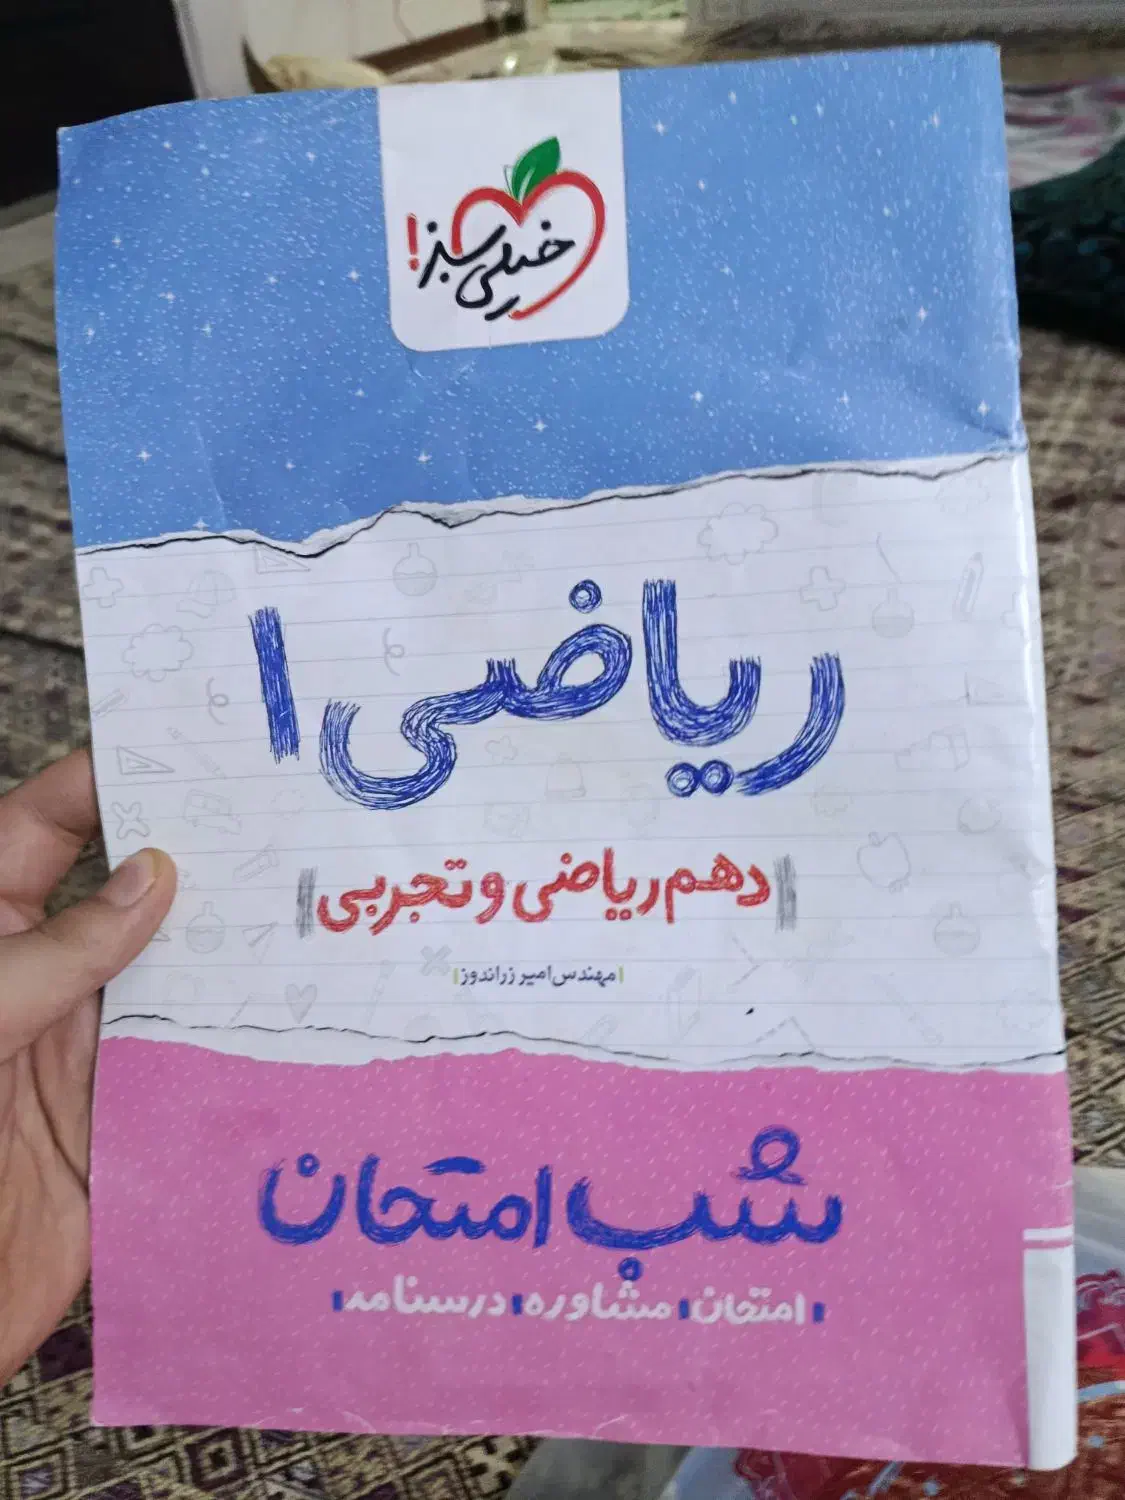 خیلی سبز!
ریاضی ۱
دهم ریاضی و تجربی
مهندس امیر زراندوز
شب امتحان
امتحان مشاوره درسنامه